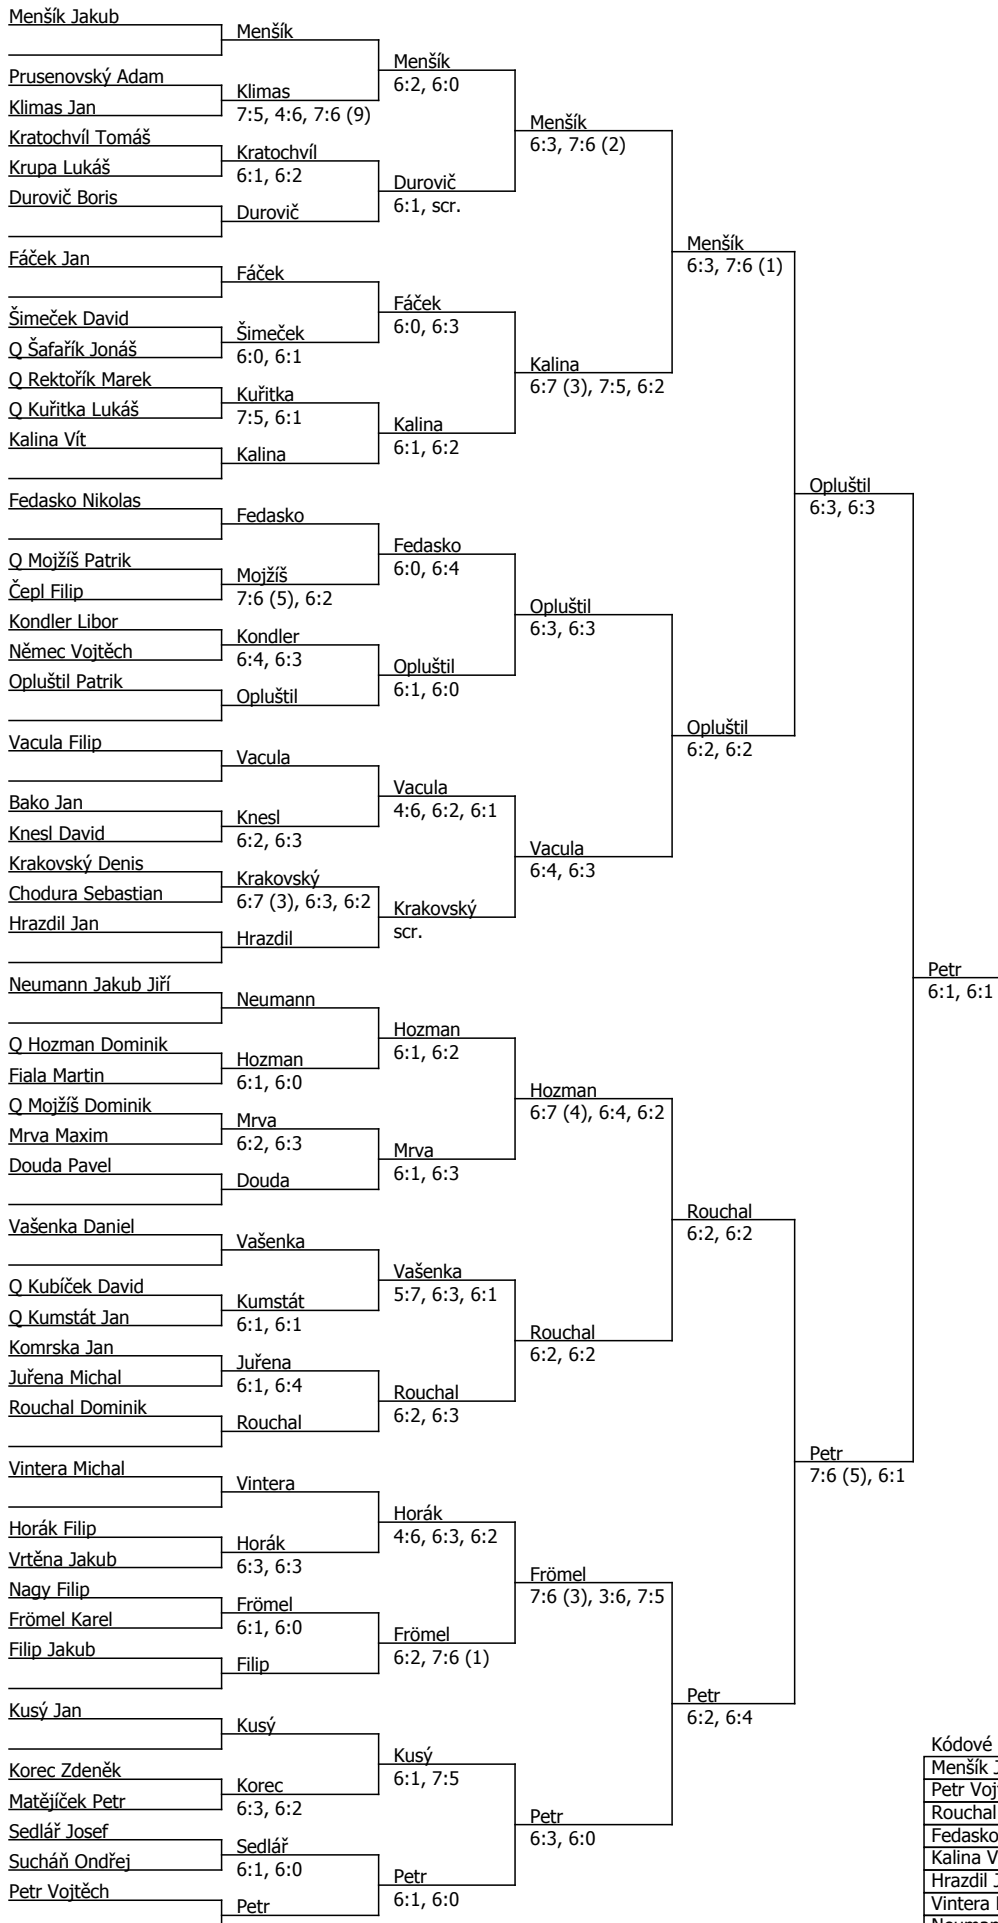 Menšík Jakub
Prusenovský Adam
Klimas Jan
Kratochvíl Tomáš
Krupa Lukáš
Durovič Boris
Fáček Jan
Šimeček David
Q Šafařík Jonáš
Q Rektořík Marek
Q Kuřitka Lukáš
Kalina Vít
Fedasko Nikolas
Q Mojžíš Patrik
Čepl Filip
Kondler Libor
Němec Vojtěch
Opluštil Patrik
Vacula Filip
Bako Jan
Knesl David
Krakovský Denis
Chodura Sebastian
Hrazdil Jan
Neumann Jakub Jiří
Q Hozman Dominik
Fiala Martin
Q Mojžíš Dominik
Mrva Maxim
Douda Pavel
Vašenka Daniel
Q Kubíček David
Q Kumstát Jan
Komrska Jan
Juřena Michal
Rouchal Dominik
Vintera Michal
Horák Filip
Vrtěna Jakub
Nagy Filip
Frömel Karel
Filip Jakub
Kusý Jan
Korec Zdeněk
Matějíček Petr
Sedlář Josef
Sucháň Ondřej
Petr Vojtěch
Menšík
Klimas
7:5, 4:6, 7:6 (9)
Kratochvíl
6:1, 6:2
Durovič
Fáček
Šimeček
6:0, 6:1
Kuřitka
7:5, 6:1
Kalina
Fedasko
Mojžíš
7:6 (5), 6:2
Kondler
6:4, 6:3
Opluštil
Vacula
Knesl
6:2, 6:3
Krakovský
6:7 (3), 6:3, 6:2
Hrazdil
Neumann
Hozman
6:1, 6:0
Mrva
6:2, 6:3
Douda
Vašenka
Kumstát
6:1, 6:1
Juřena
6:1, 6:4
Rouchal
Vintera
Horák
6:3, 6:3
Frömel
6:1, 6:0
Filip
Kusý
Korec
6:3, 6:2
Sedlář
6:1, 6:0
Petr
Menšík
6:2, 6:0
Durovič
6:1, scr.
Fáček
6:0, 6:3
Kalina
6:1, 6:2
Fedasko
6:0, 6:4
Opluštil
6:1, 6:0
Vacula
4:6, 6:2, 6:1
Krakovský
scr.
Hozman
6:1, 6:2
Mrva
6:1, 6:3
Vašenka
5:7, 6:3, 6:1
Rouchal
6:2, 6:3
Horák
4:6, 6:3, 6:2
Frömel
6:2, 7:6 (1)
Kusý
6:1, 7:5
Petr
6:1, 6:0
Menšík
6:3, 7:6 (2)
Kalina
6:7 (3), 7:5, 6:2
Opluštil
6:3, 6:3
Vacula
6:4, 6:3
Hozman
6:7 (4), 6:4, 6:2
Rouchal
6:2, 6:2
Frömel
7:6 (3), 3:6, 7:5
Petr
6:3, 6:0
Menšík
6:3, 7:6 (1)
Opluštil
6:2, 6:2
Rouchal
6:2, 6:2
Petr
6:2, 6:4
Opluštil
6:3, 6:3
Petr
7:6 (5), 6:1
Petr
6:1, 6:1
Kódové
Menšík
Petr
Rouchal
Fedasko
Kalina
Hrazdil
Vintera